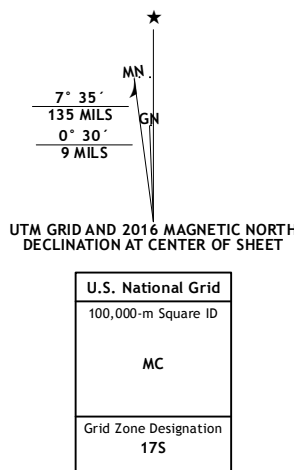 ★
MN
7° 35´
135 MILS
GN
0° 30´
9 MILS
UTM GRID AND 2016 MAGNETIC NORTH
DECLINATION AT CENTER OF SHEET
U.S. National Grid
100,000-m Square ID
MC
Grid Zone Designation
17S